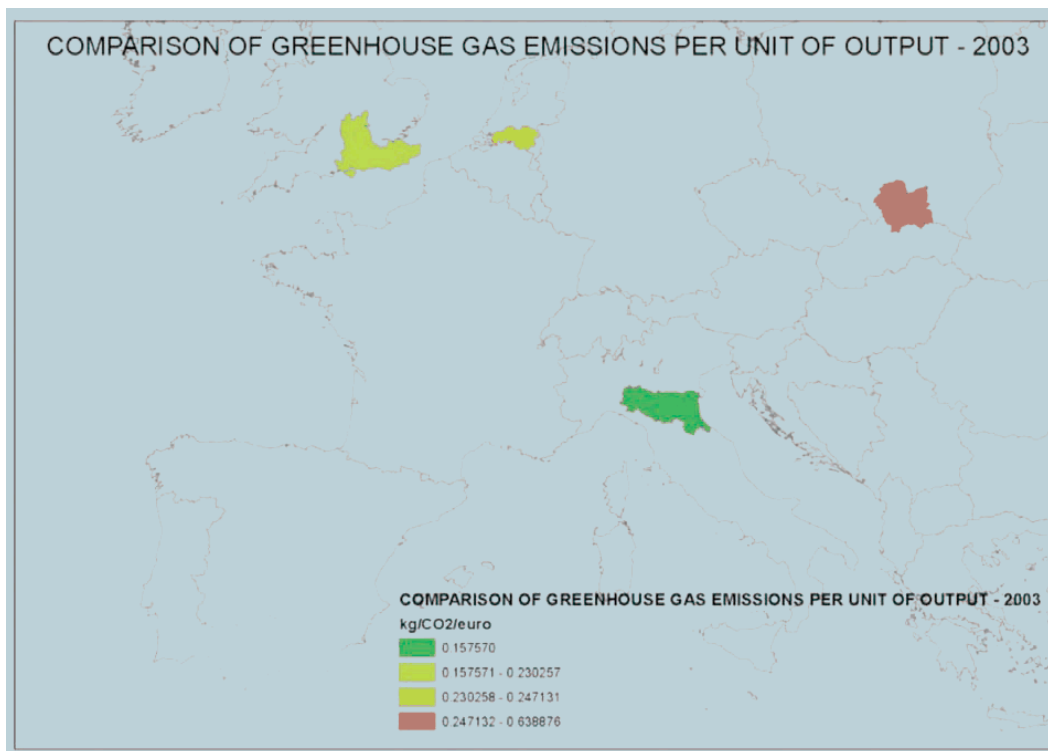 COMPARISON OF GREENHOUSE GAS EMISSIONS PER UNIT OF OUTPUT - 2003
COMPARISON OF GREENHOUSE GAS EMISSIONS PER UNIT OF OUTPUT - 2003
kg/CO2/euro
0.157570
0.157571 - 0.230257
0.230258 - 0.247131
0.247132 - 0.638876